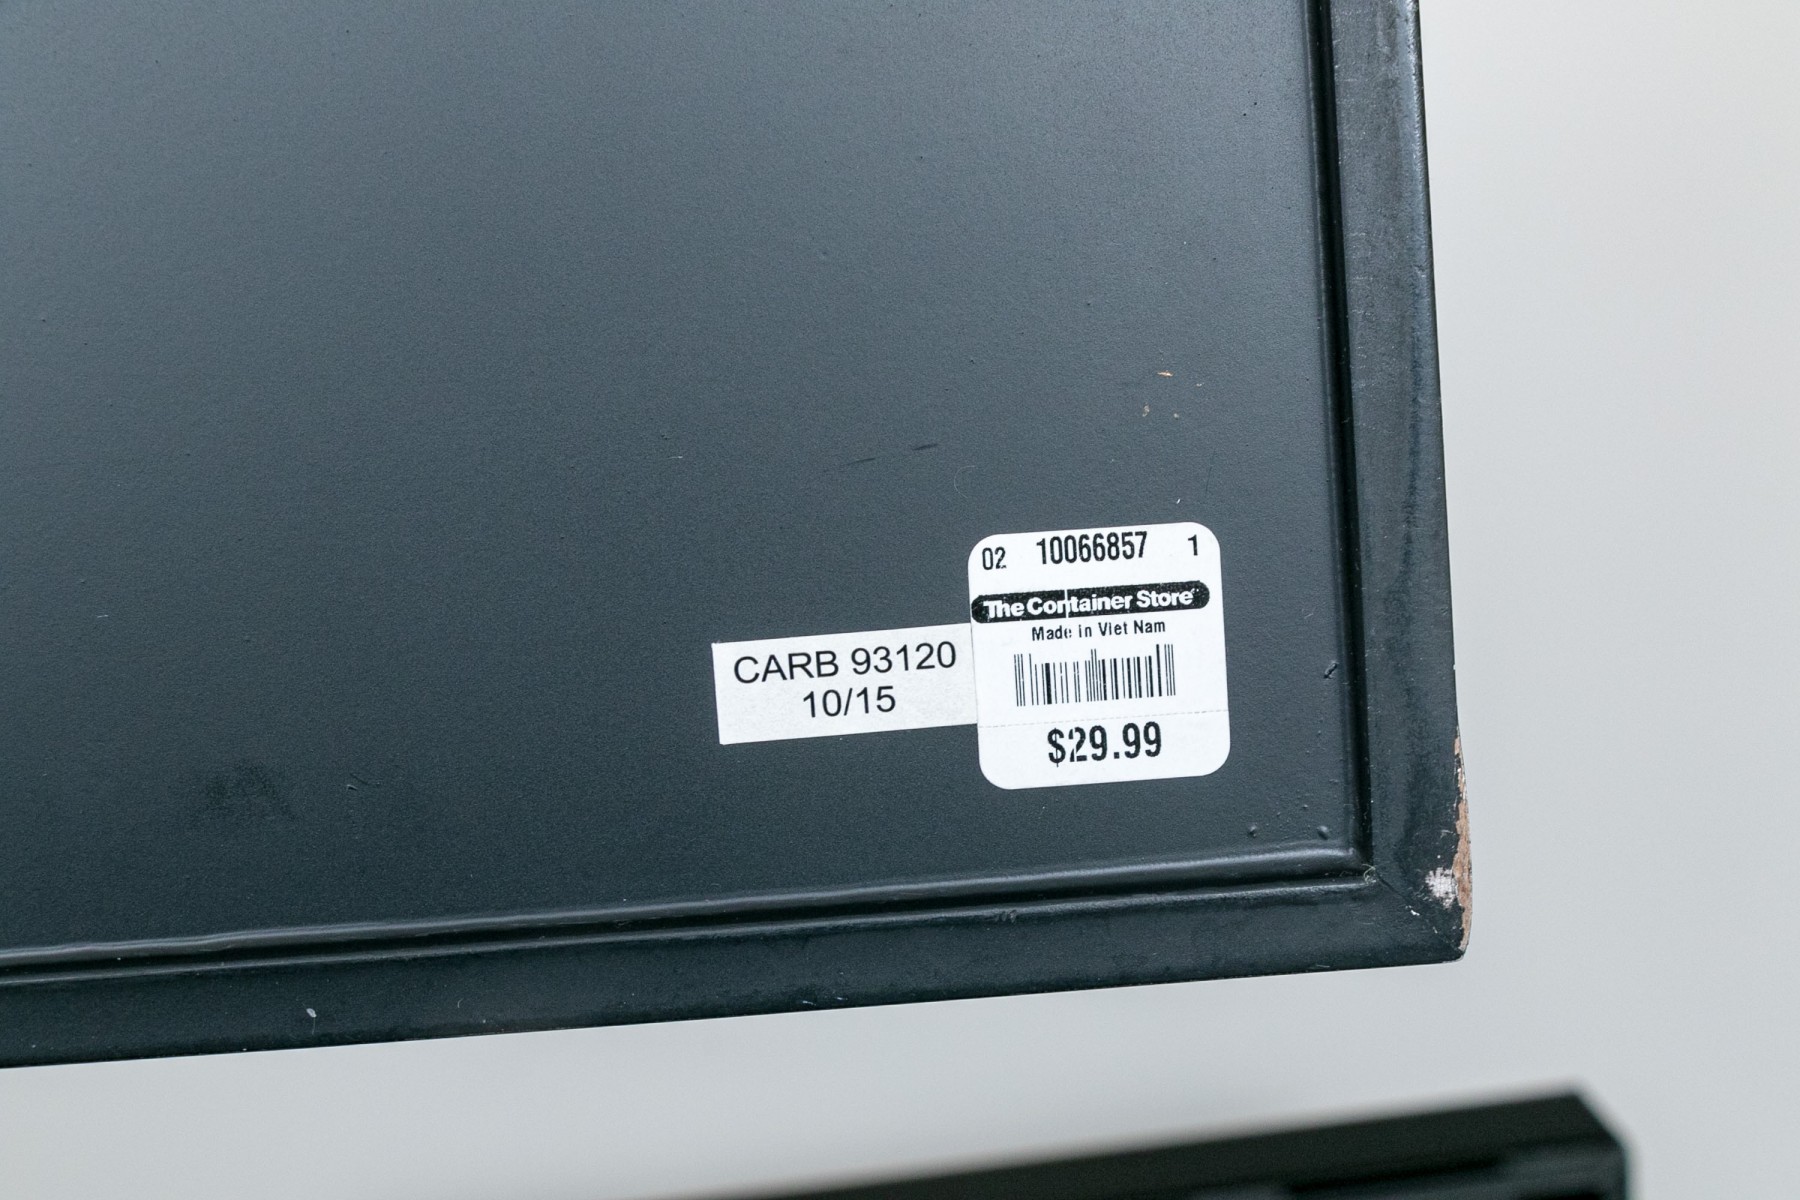 02 10066857 1
The Container Store
Made in Viet Nam
$29.99
CARB 93120
10/15